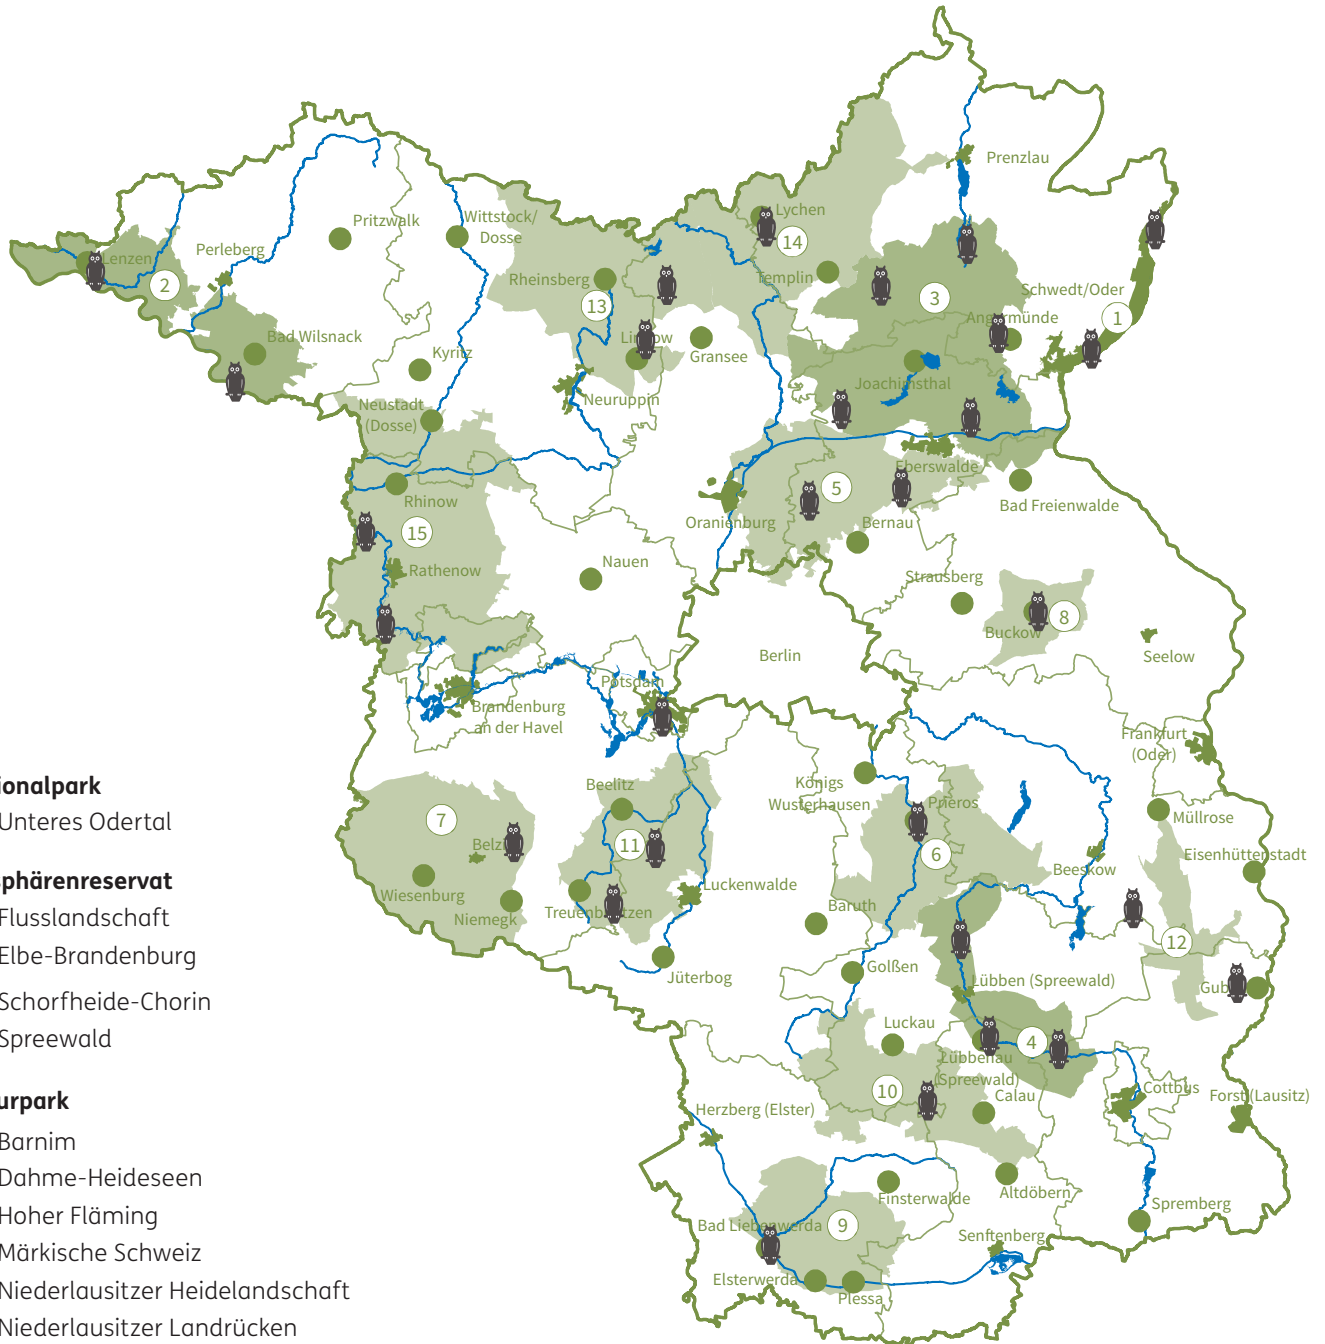 Prenzlau
Lychen
14
Pritzwalk
Wittstock/
Dosse
Perleberg
Lenzen
2
Rheinsberg
13
Templin
3
Schwedt/Oder
1
Angermünde
Bad Wilsnack
Kyritz
Gransee
Joachimsthal
Neuruppin
Neustadt
(Dosse)
Eberswalde
5
Rhinow
15
Oranienburg
Bernau
Bad Freienwalde
Nauen
Rathenow
Strausberg
8
Buckow
Seelow
Berlin
Potsdam
Brandenburg
an der Havel
Frankfurt
(Oder)
Königs
Wusterhausen
Beelitz
Prieros
Müllrose
7
11
6
Eisenhüttenstadt
Beeskow
Wiesenburg
Niemegk
Luckenwalde
Baruth
12
Jüterbog
Golßen
Lübben (Spreewald)
Luckau
4
Lübbenau
(Spreewald)
10
Calau
Cottbus
Forst (Lausitz)
Herzberg (Elster)
Finsterwalde
Altdöbern
Spremberg
Bad Liebenwerda
9
Senftenberg
Elsterwerda
Plessa
ionalpark
Unteres Odertal
sphärenreservat
Flusslandschaft
Elbe-Brandenburg
Schorfheide-Chorin
Spreewald
urpark
Barnim
Dahme-Heideseen
Hoher Fläming
Märkische Schweiz
Niederlausitzer Heidelandschaft
Niederlausitzer Landrücken